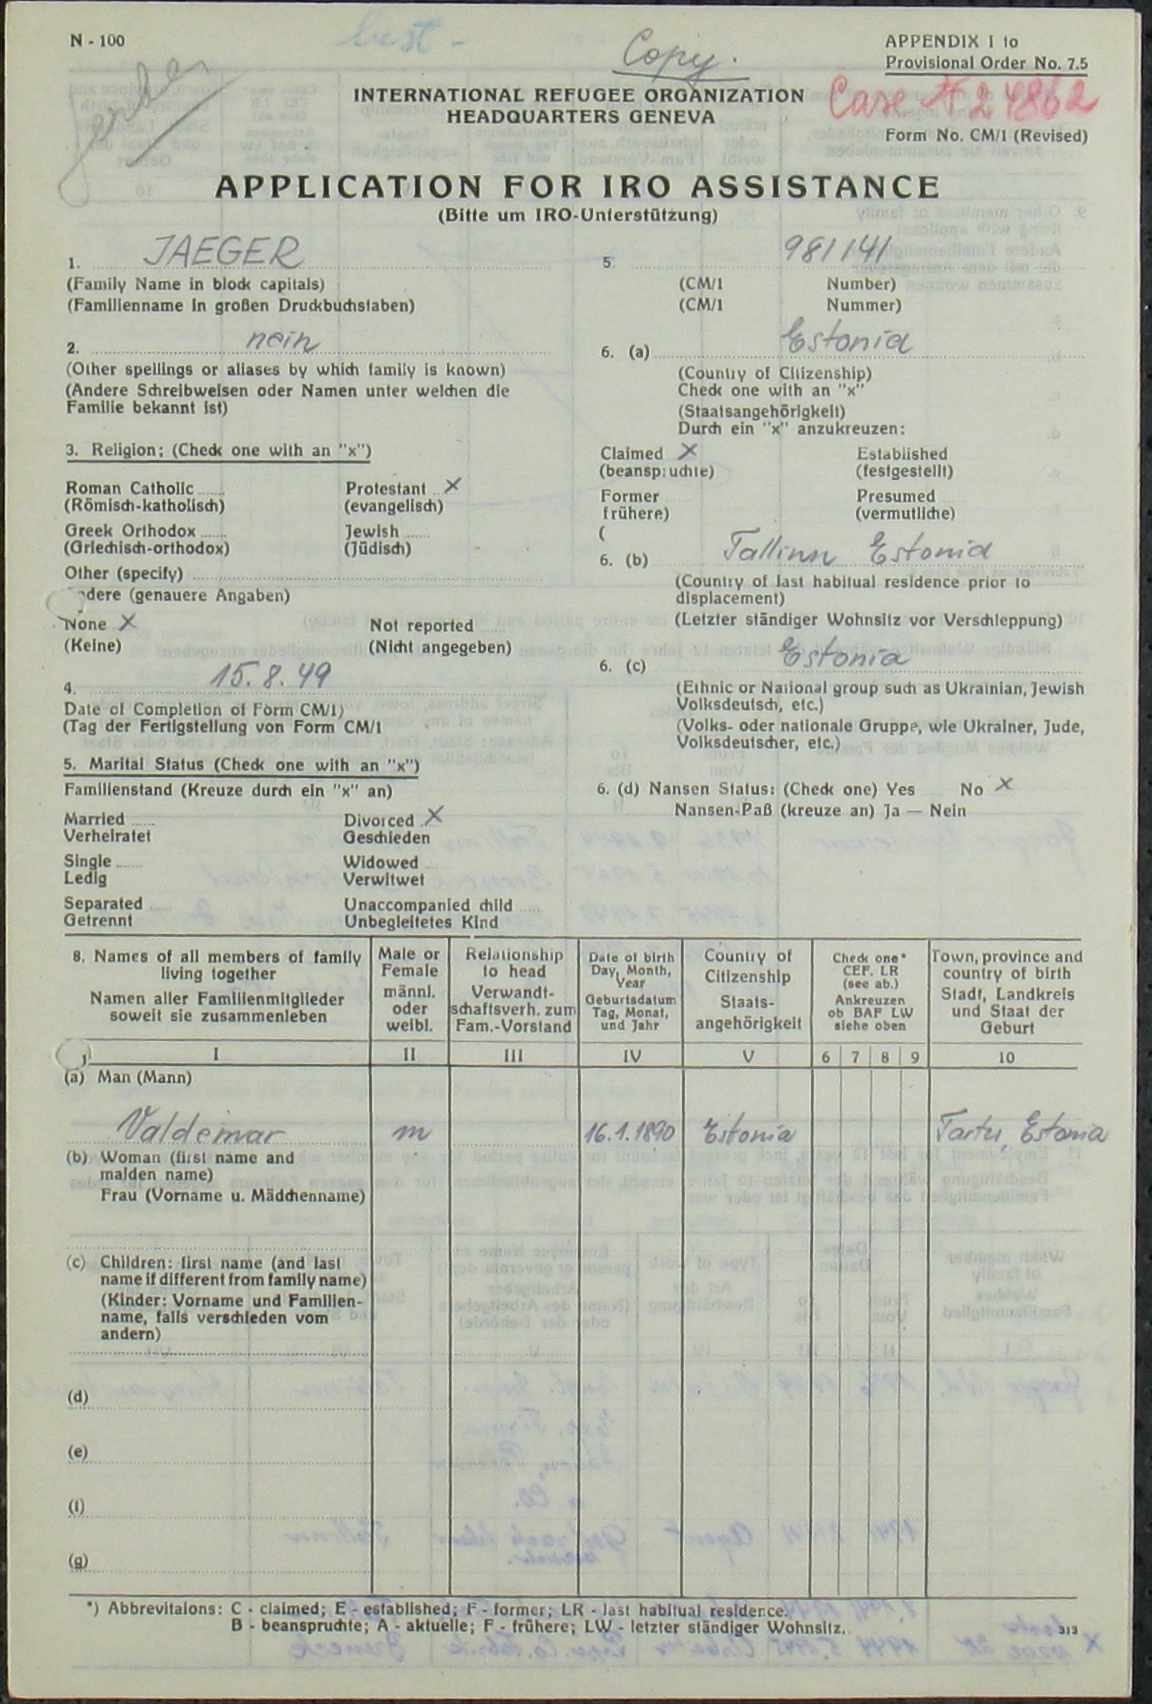 N - 100
best -
Copy.
APPENDIX I to
Provisional Order No. 7.5
INTERNATIONAL REFUGEE ORGANIZATION
HEADQUARTERS GENEVA
Case # 24862
Form No. CM/I (Revised)
APPLICATION FOR IRO ASSISTANCE
(Bitte um IRO-Unterstützung)
1. JAEGER
(Family Name in block capitals)
(Familienname in großen Druckbuchstaben)
5 981141
(CM/1 Number)
(CM/1 Nummer)
2. nein
(Other spellings or aliases by which family is known)
(Andere Schreibweisen oder Namen unter welchen die
Familie bekannt ist)
6. (a) Estonia
(Country of Citizenship)
Check one with an "x"
(Staatsangehörigkeit)
Durch ein "x" anzukreuzen:
3. Religion; (Check one with an "x")
Claimed X Established
(beanspruchte) (festgestellt)
Roman Catholic ...... Protestant X
(Römisch-katholisch) (evangelisch)
Former Presumed
frühere) (vermutliche)
(
Greek Orthodox ...... Jewish ......
(Griechisch-orthodox) (Jüdisch)
6. (b) Tallinn Estonia
(Country of last habitual residence prior to
displacement)
(Letzter ständiger Wohnsitz vor Verschleppung)
Other (specify)
ndere (genauere Angaben)
None X Not reported
(Keine) (Nicht angegeben)
6. (c) Estonia
(Ethnic or National group such as Ukrainian, Jewish
Volksdeutsch, etc.)
(Volks- oder nationale Gruppe, wie Ukrainer, Jude,
Volksdeutscher, etc.)
4. 15.8.49
Date of Completion of Form CM/1)
(Tag der Fertigstellung von Form CM/1
5. Marital Status (Check one with an "x")
Familienstand (Kreuze durch ein "x" an)
6. (d) Nansen Status: (Check one) Yes No X
Nansen-Paß (kreuze an) Ja — Nein
Married ...... Divorced X
Verheiratet Geschieden
Single ...... Widowed
Ledig Verwitwet
Separated Unaccompanied child ......
Getrennt Unbegleitetes Kind
8. Names of all members of family
living together
Namen aller Familienmitglieder
soweit sie zusammenleben
Male or
Female
männl.
oder
weibl.
Relationship
to head
Verwandt-
schaftsverh. zum
Fam.-Vorstand
Date of birth
Day, Month,
Year
Geburtsdatum
Tag, Monat,
und Jahr
Country of
Citizenship
Staats-
angehörigkeit
Check one*
CEF. LR
(see ab.)
Ankreuzen
ob BAF LW
siehe oben
Town, province and
country of birth
Stadt, Landkreis
und Staat der
Geburt
I II III IV V 6 7 8 9 10
(a) Man (Mann)
Valdemar m 16.1.1890 Estonia Tartu, Estonia
(b) Woman (first name and
maiden name)
Frau (Vorname u. Mädchenname)
(c) Children: first name (and last
name if different from family name)
(Kinder: Vorname und Familien-
name, falls verschieden vom
andern)
(d)
(e)
(f)
(g)
*) Abbrevitaions: C - claimed; E - established; F - former; LR - last habitual residence.
B - beanspruchte; A - aktuelle; F - frühere; LW - letzter ständiger Wohnsitz.
313